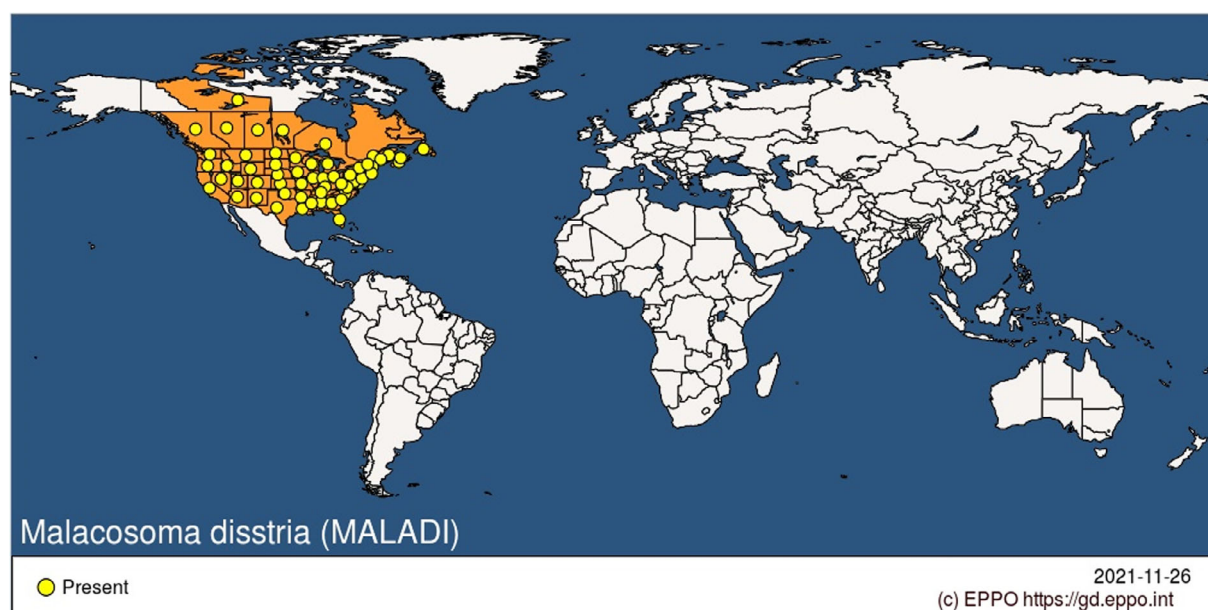 Malacosoma disstria (MALADI)
Present
2021-11-26
(c) EPPO https://gd.eppo.int